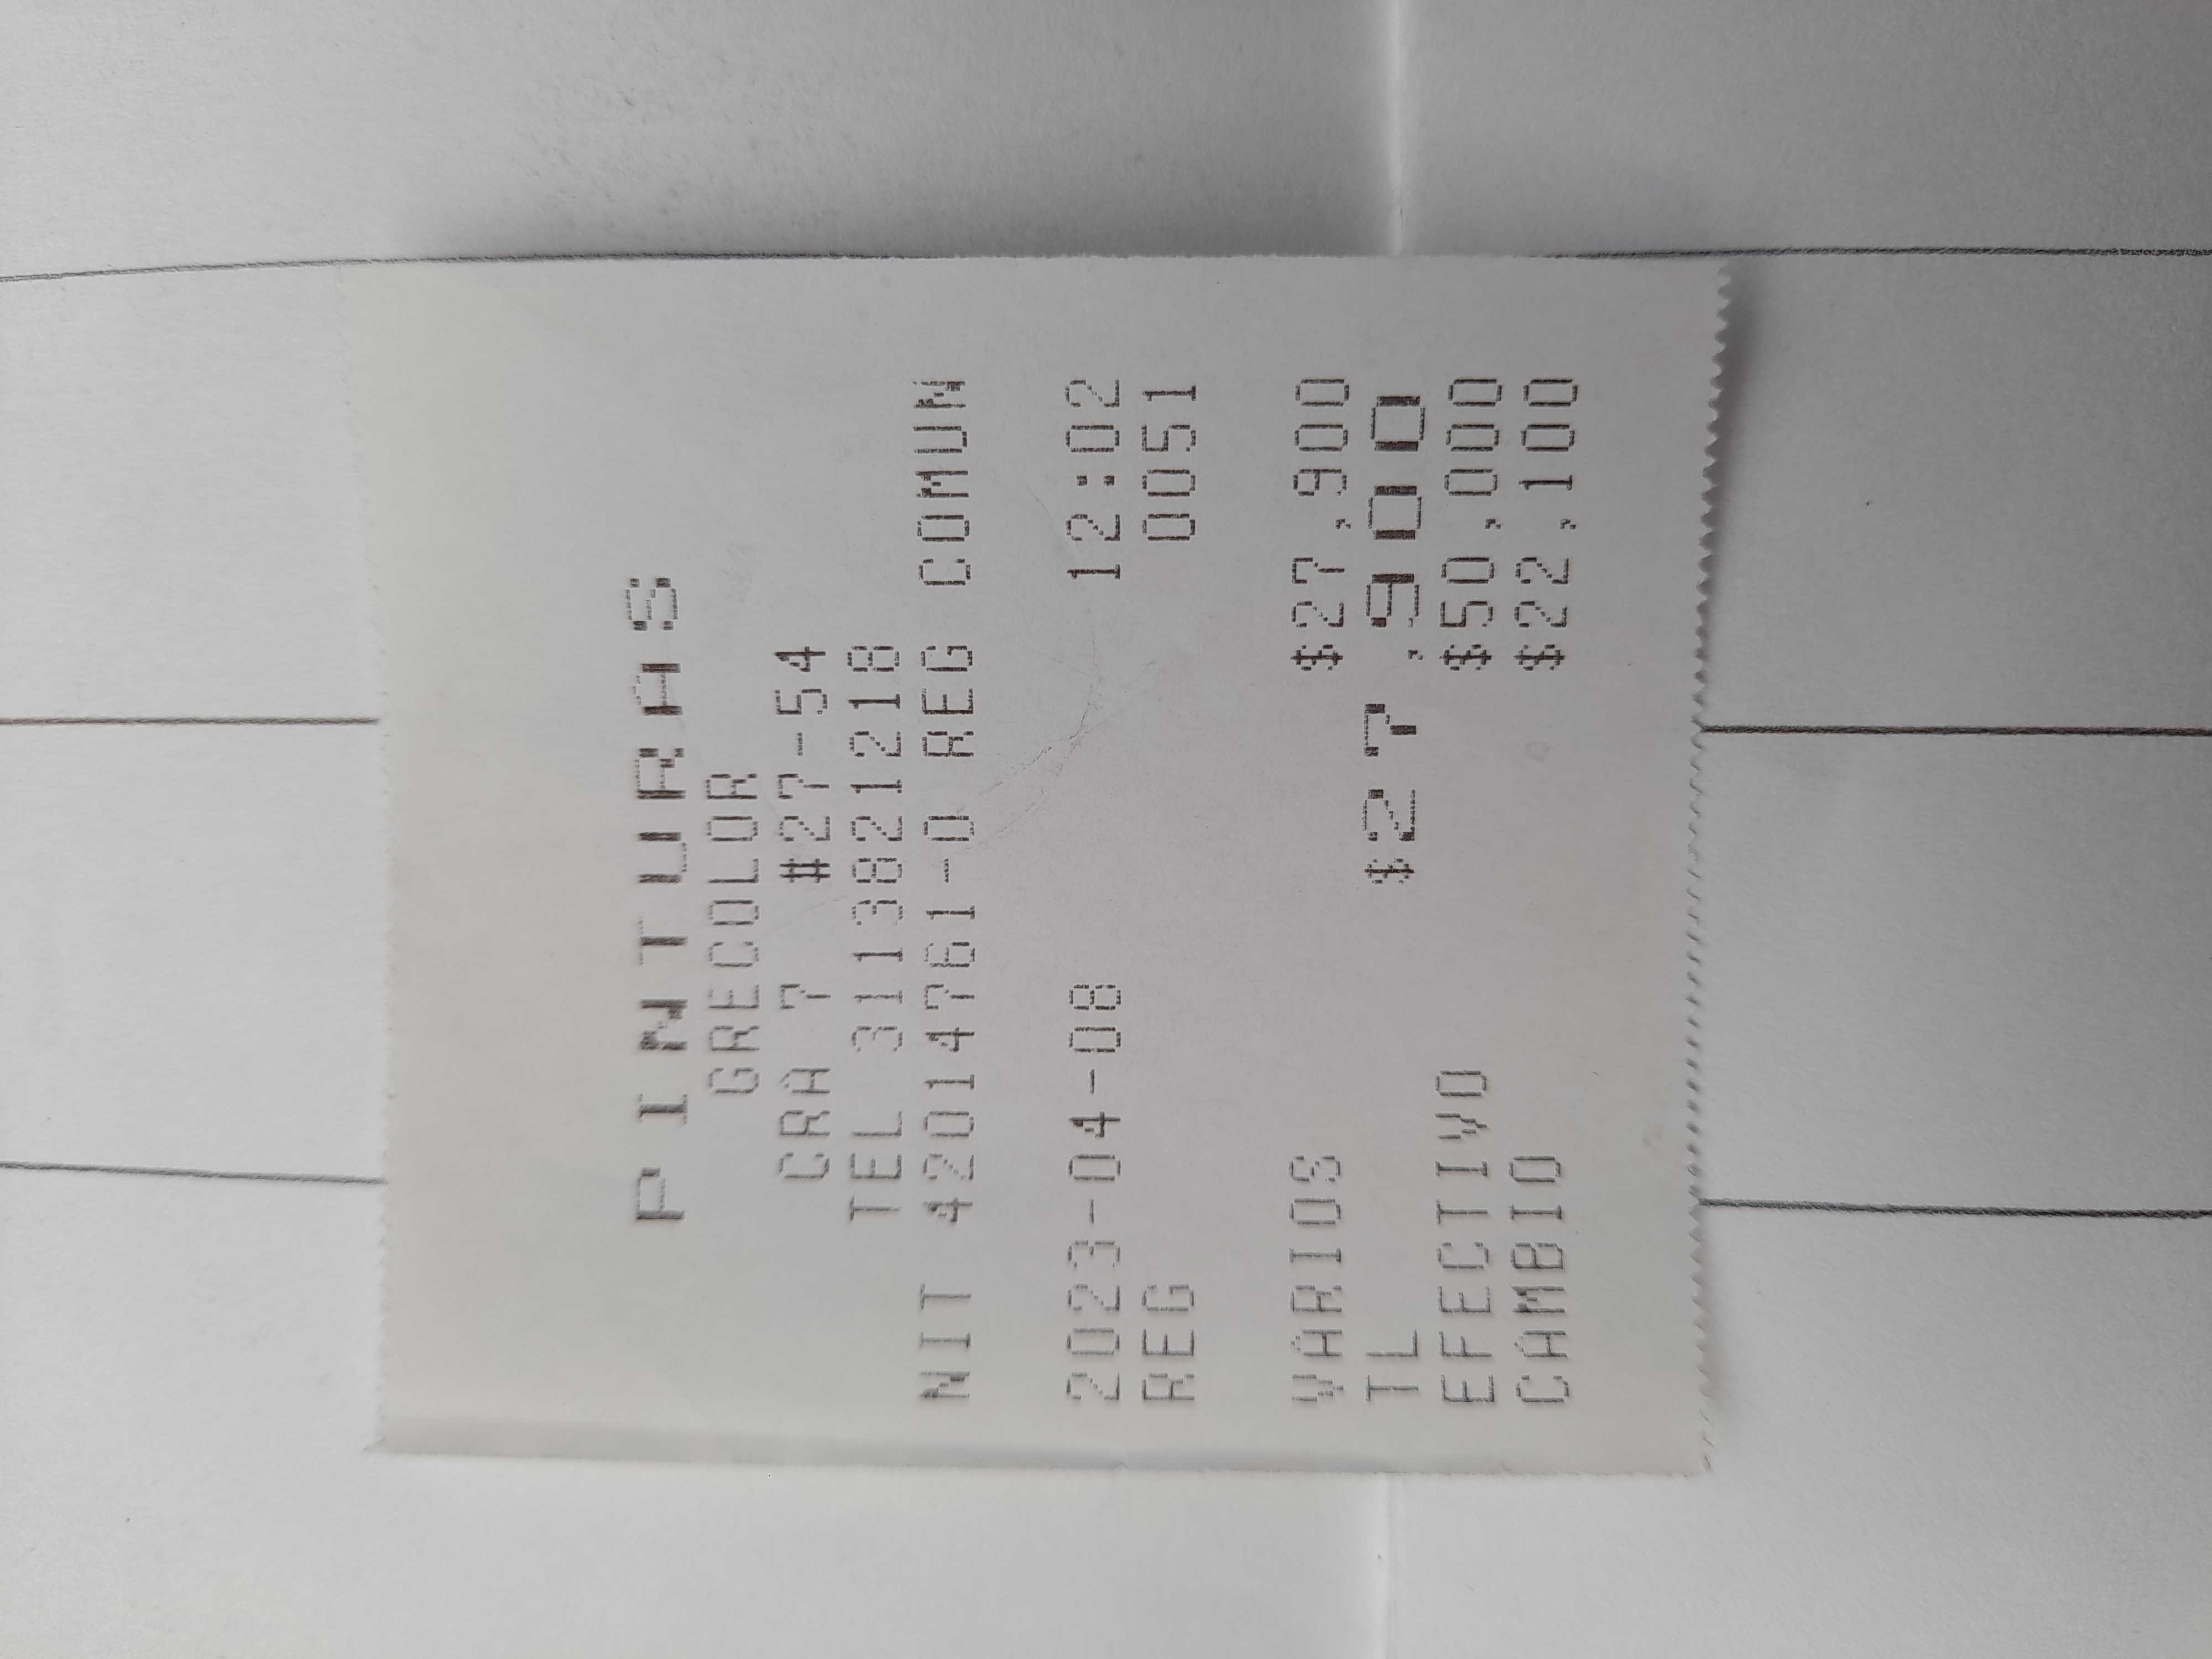 PINTURAS
GRECOLOR
CRA 7 #27-54
TEL 3113821218
NIT 42014761-0 REG COMUN
2023-04-08 12:02
REG 0051
VARIOS $27,900
TL $27,900
EFECTIVO $50,000
CAMBIO $22,100